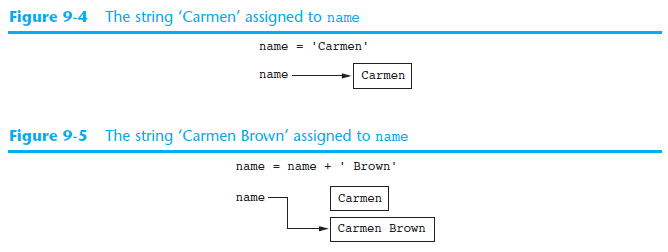 Figure 9-4 The string ‘Carmen’ assigned to name
name = 'Carmen'
name Carmen
Figure 9-5 The string ‘Carmen Brown’ assigned to name
name = name + ' Brown'
name Carmen
Carmen Brown